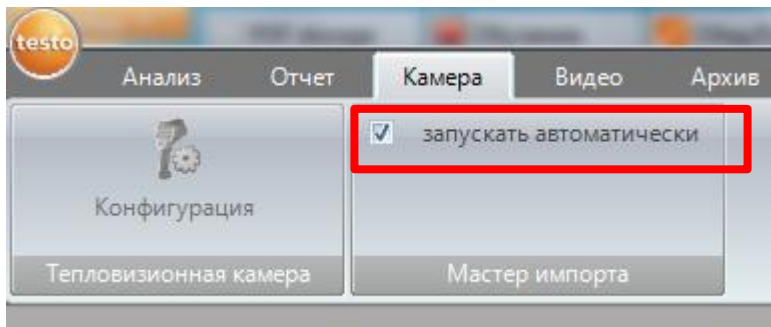 testo
Анализ Отчет Камера Видео Архив
запускать автоматически
Конфигурация
Тепловизионная камера Мастер импорта